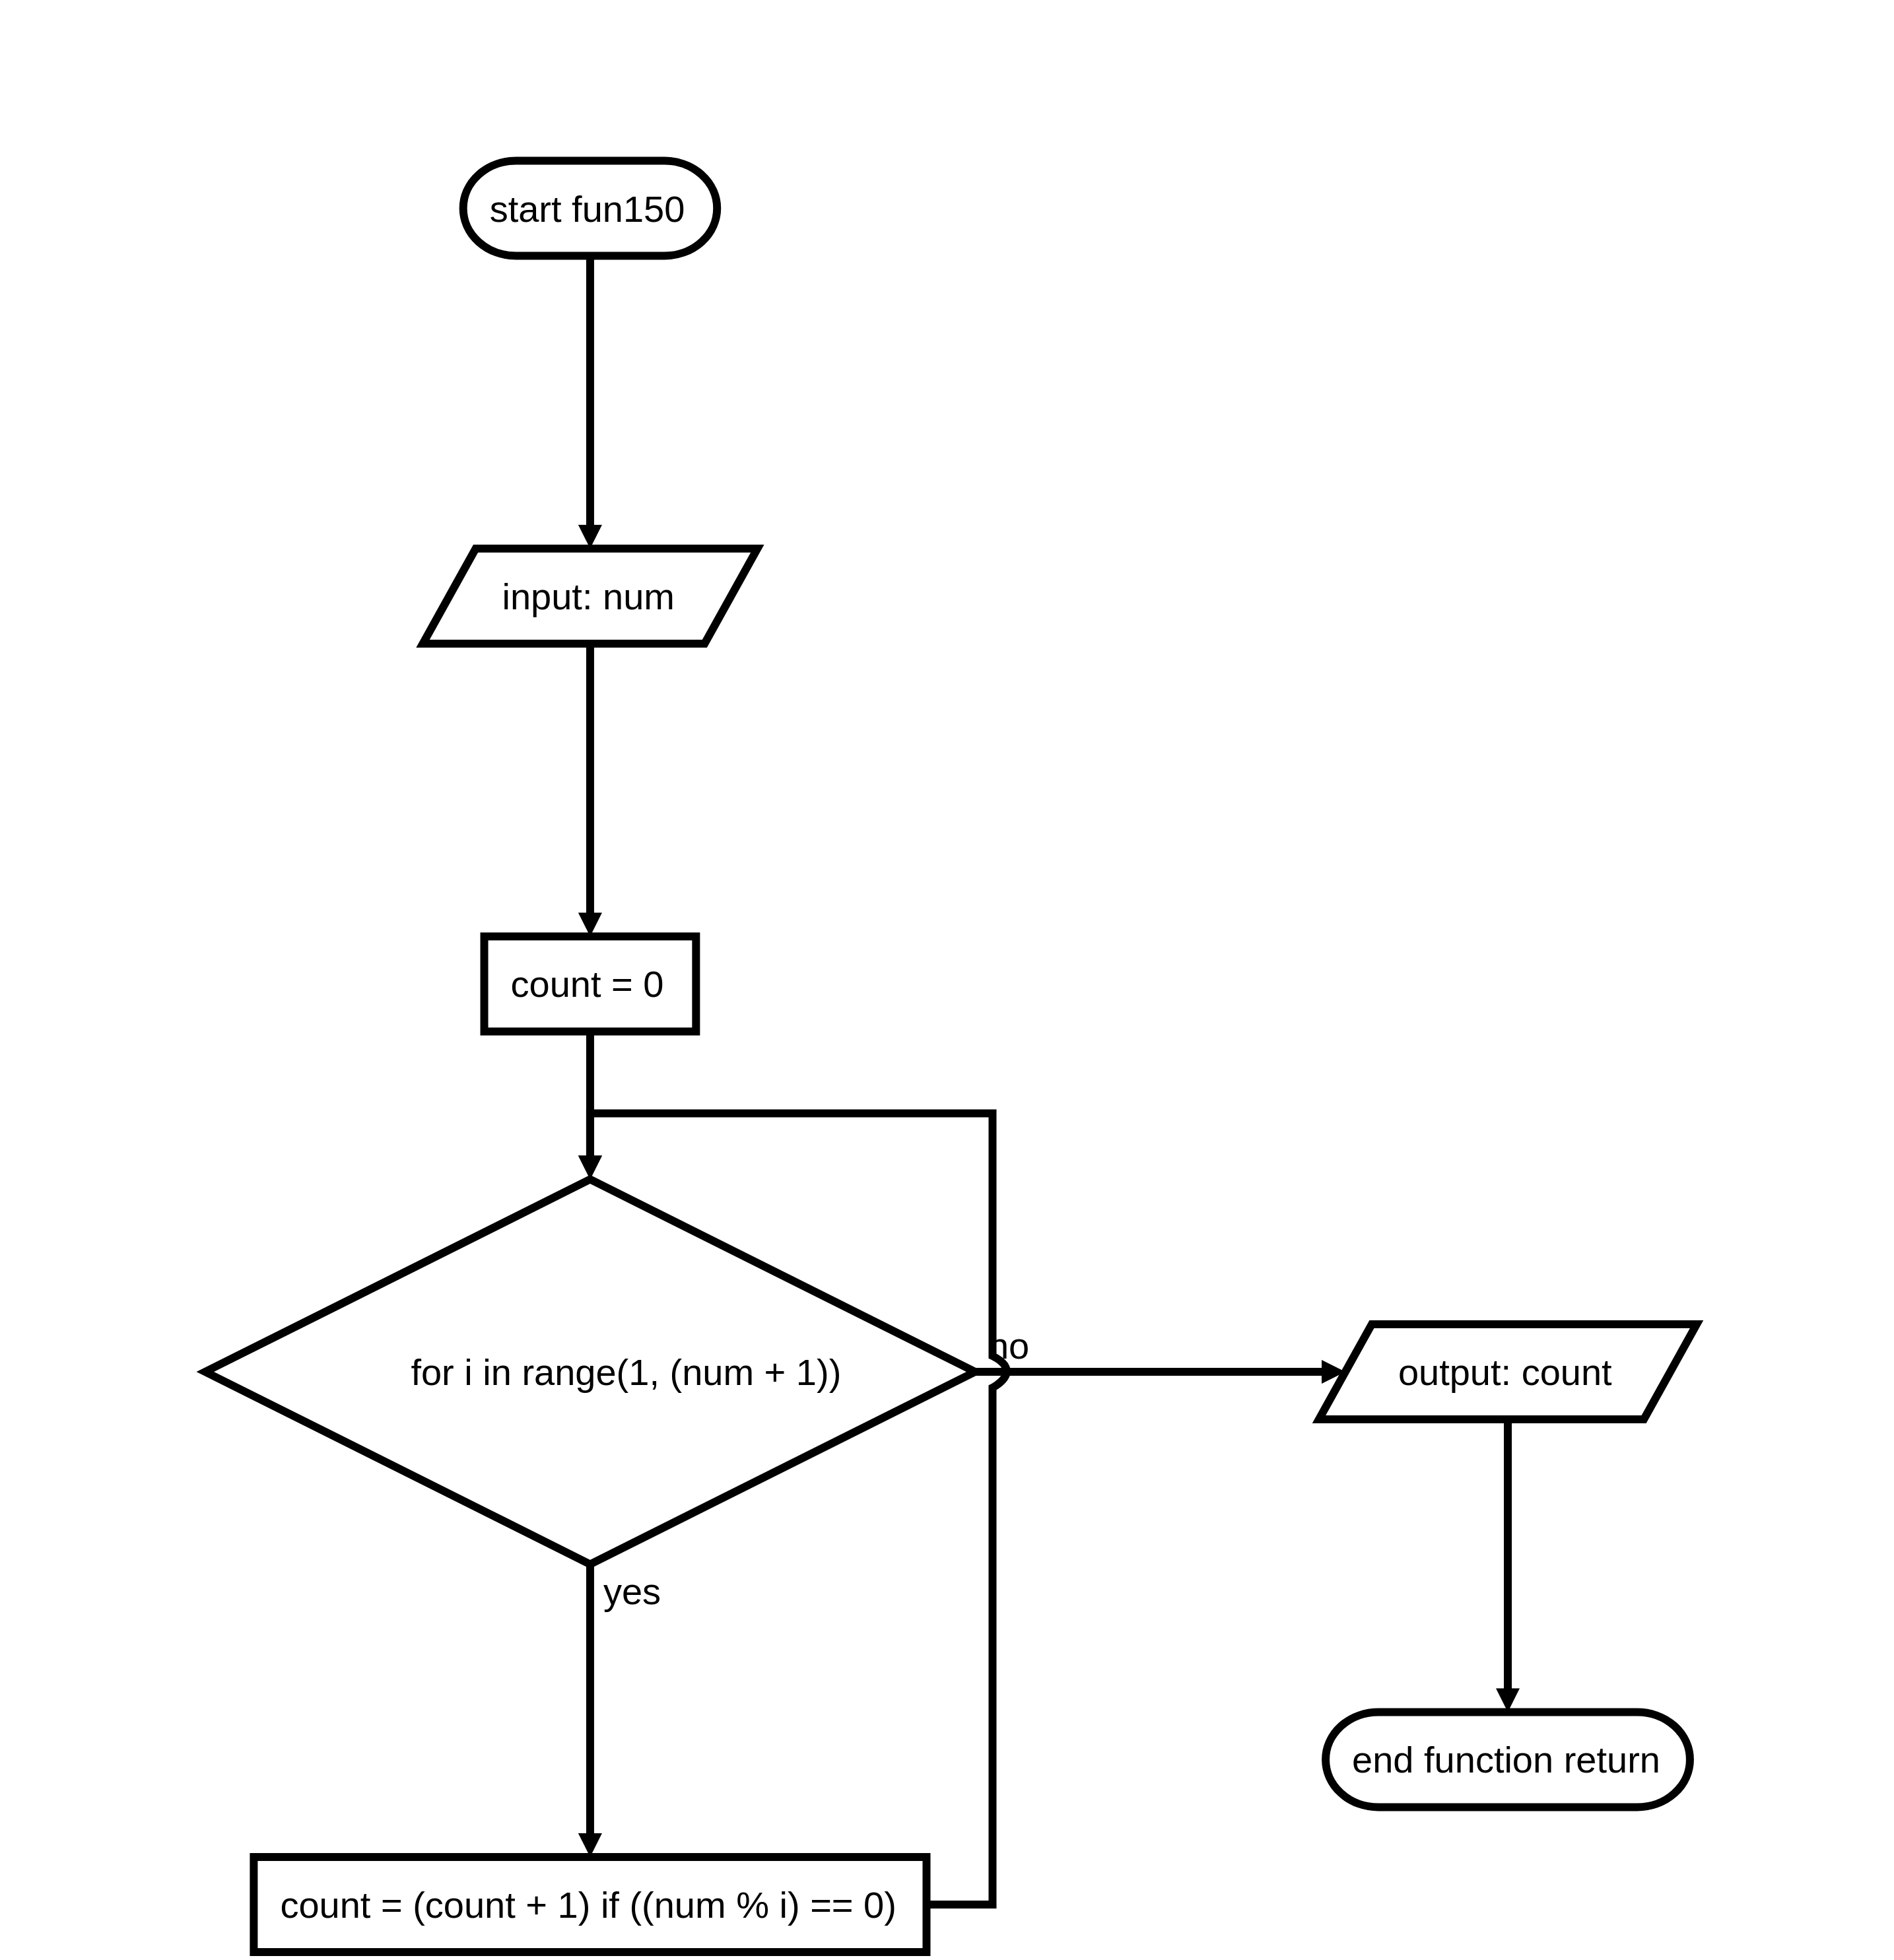 start fun150
input: num
count = 0
for i in range(1, (num + 1))
no
output: count
yes
end function return
count = (count + 1) if ((num % i) == 0)